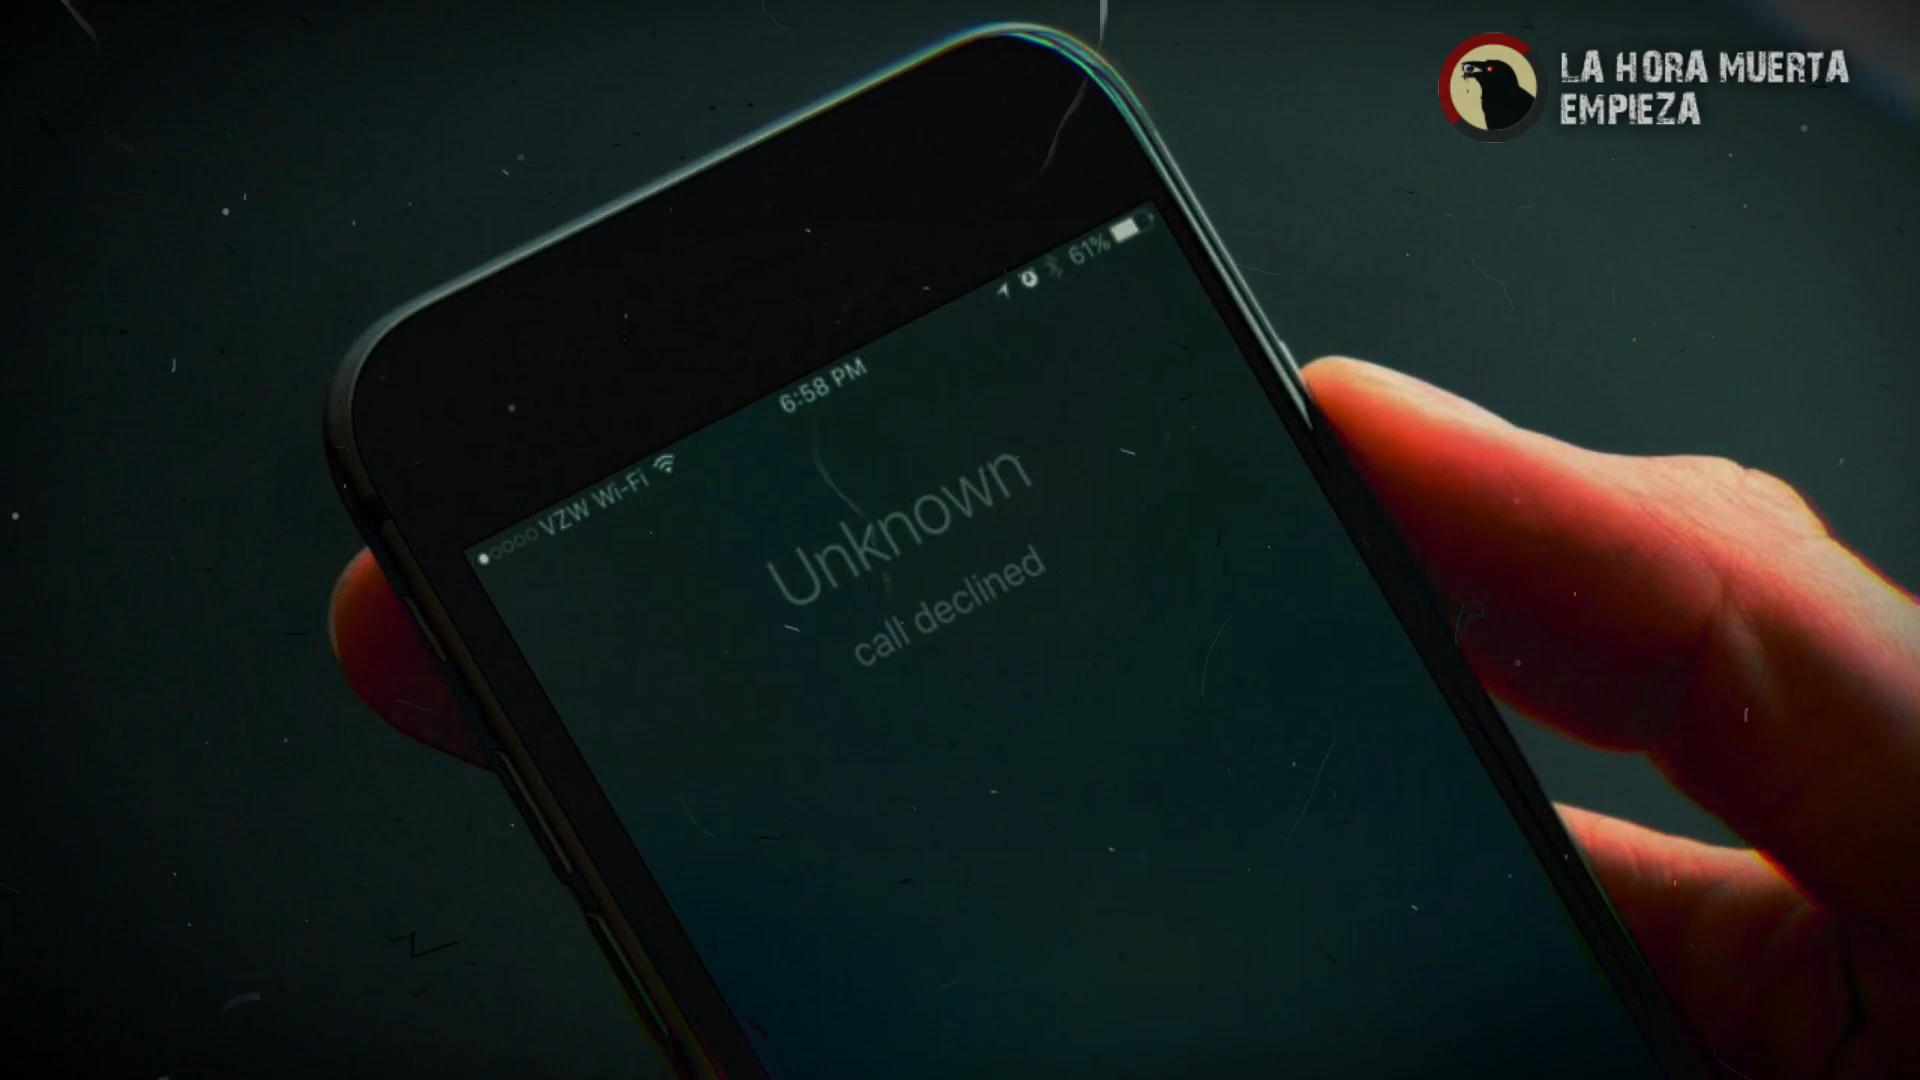 LA HORA MUERTA
EMPIEZA
VZW Wi-Fi 6:58 PM 61%
Unknown
call declined